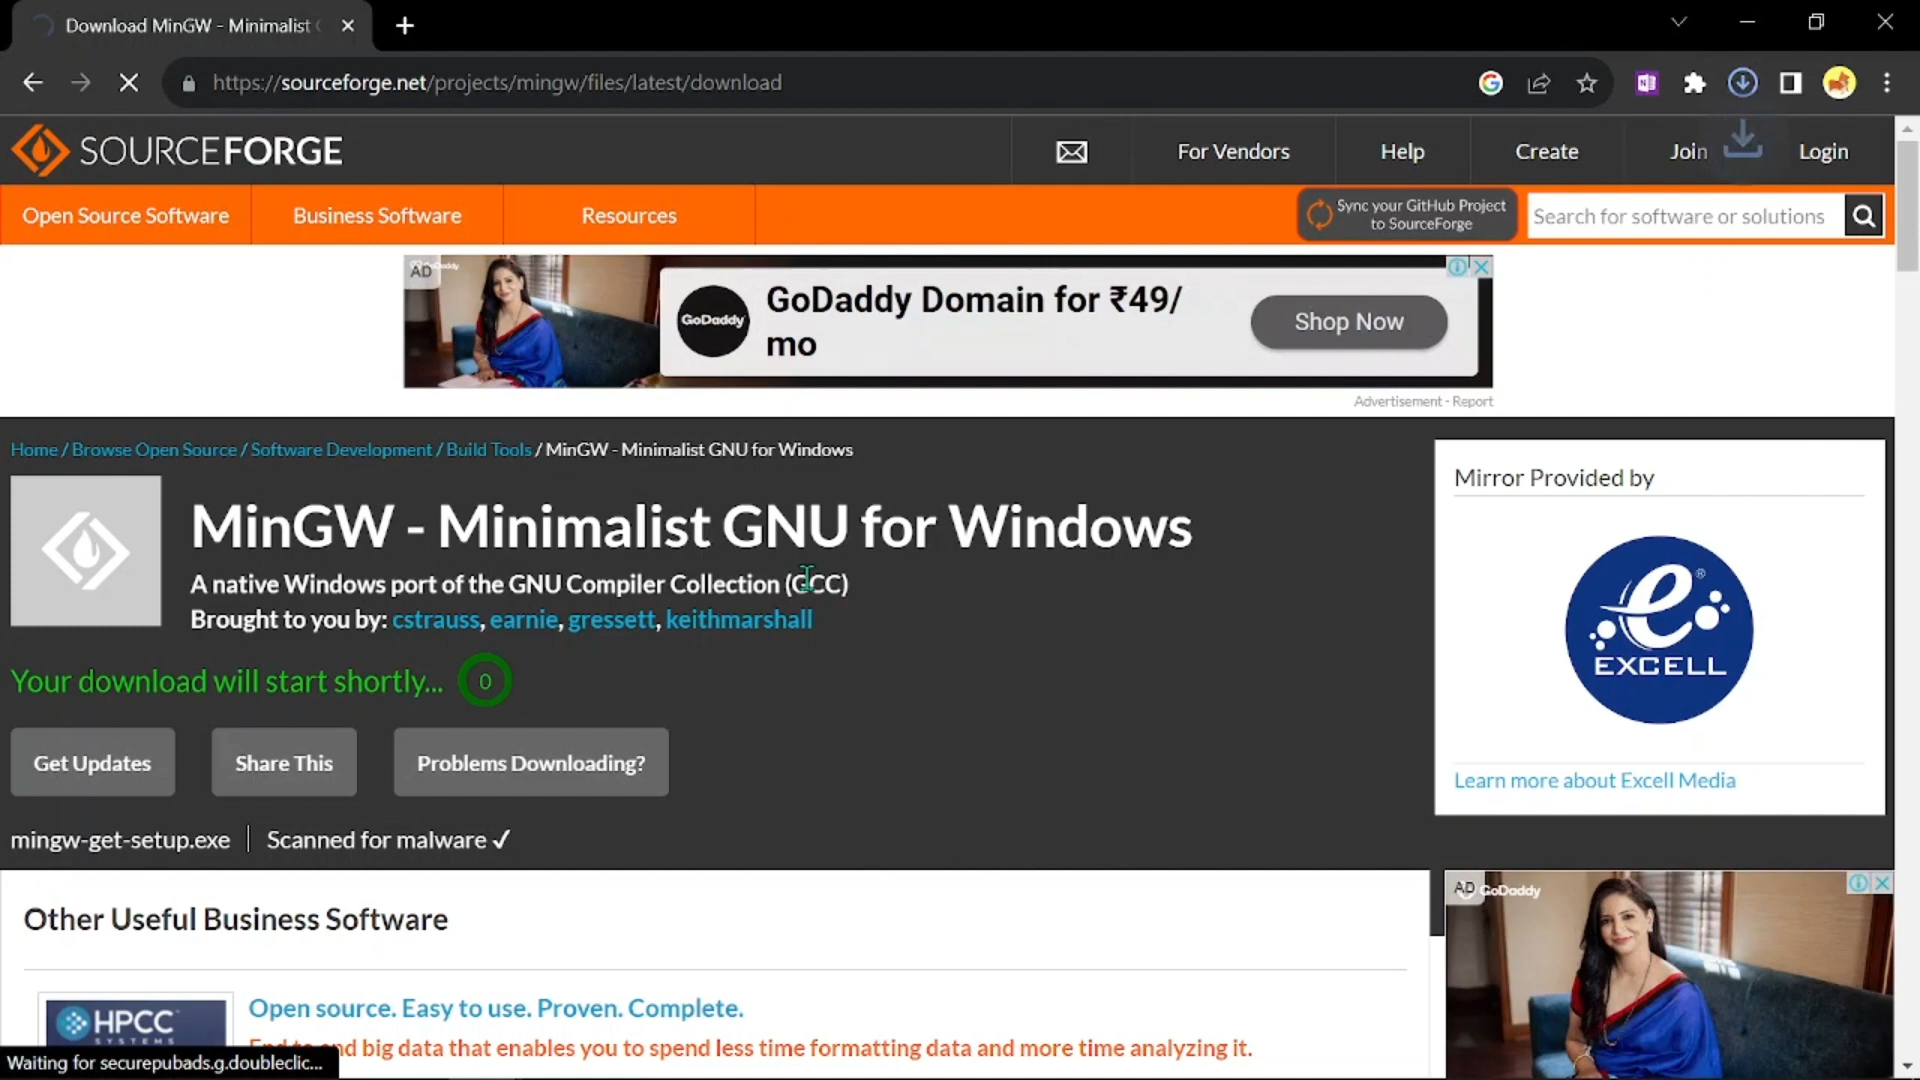 Download MinGW - Minimalist
https://sourceforge.net/projects/mingw/files/latest/download
SOURCEFORGE
For Vendors
Help
Create
Join
Login
Open Source Software
Business Software
Resources
Sync your GitHub Project
to SourceForge
Search for software or solutions
AD
GoDaddy
GoDaddy Domain for ₹49/
mo
Shop Now
Advertisement - Report
Home / Browse Open Source / Software Development / Build Tools / MinGW - Minimalist GNU for Windows
MinGW - Minimalist GNU for Windows
A native Windows port of the GNU Compiler Collection (GCC)
Brought to you by: cstrauss, earnie, gressett, keithmarshall
Your download will start shortly... 0
Get Updates
Share This
Problems Downloading?
mingw-get-setup.exe
Scanned for malware ✓
Mirror Provided by
e®
EXCELL
Learn more about Excell Media
Other Useful Business Software
HPCC
SYSTEMS
Open source. Easy to use. Proven. Complete.
End to end big data that enables you to spend less time formatting data and more time analyzing it.
AD GoDaddy
Waiting for securepubads.g.doubleclic...